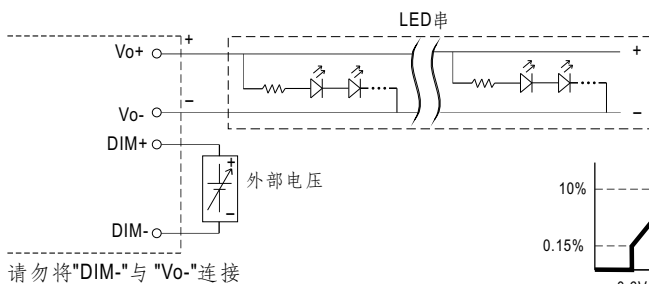 LED串
Vo+
+
+
−
Vo-
−
DIM+
+
外部电压
−
DIM-
10%
0.15%
请勿将"DIM-"与 "Vo-"连接